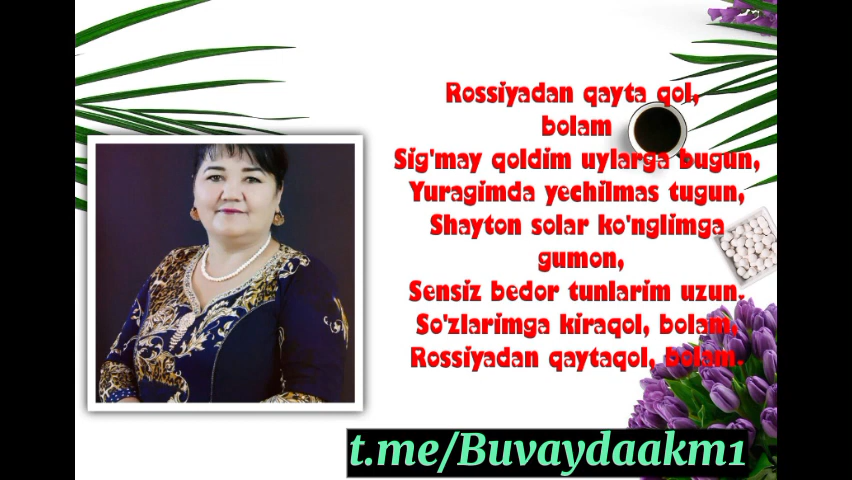 Rossiyadan qayta qol,
bolam
Sig'may qoldim uylarga bugun,
Yuragimda yechilmas tugun,
Shayton solar ko'nglimga
gumon,
Sensiz bedor tunlarim uzun.
So'zlarimga kiraqol, bolam,
Rossiyadan qaytaqol, bolam.
t.me/Buvaydaakm1